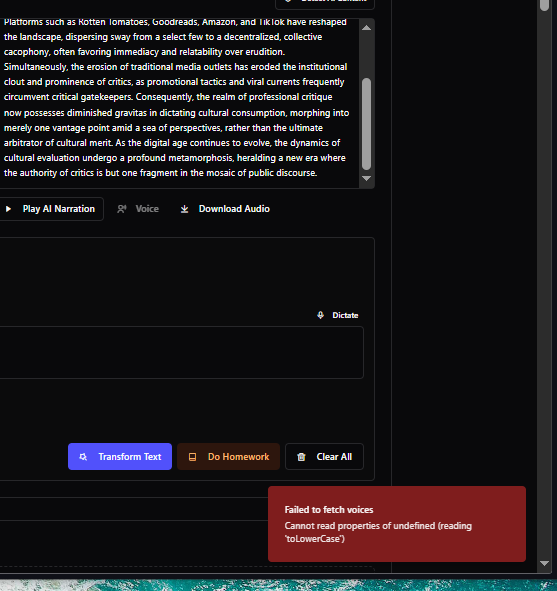 Platforms such as Rotten Tomatoes, Goodreads, Amazon, and TikTok have reshaped
the landscape, dispersing sway from a select few to a decentralized, collective
cacophony, often favoring immediacy and relatability over erudition.
Simultaneously, the erosion of traditional media outlets has eroded the institutional
clout and prominence of critics, as promotional tactics and viral currents frequently
circumvent critical gatekeepers. Consequently, the realm of professional critique
now possesses diminished gravitas in dictating cultural consumption, morphing into
merely one vantage point amid a sea of perspectives, rather than the ultimate
arbitrator of cultural merit. As the digital age continues to evolve, the dynamics of
cultural evaluation undergo a profound metamorphosis, heralding a new era where
the authority of critics is but one fragment in the mosaic of public discourse.
Play AI Narration
Voice
Download Audio
Dictate
Transform Text
Do Homework
Clear All
Failed to fetch voices
Cannot read properties of undefined (reading
'toLowerCase')